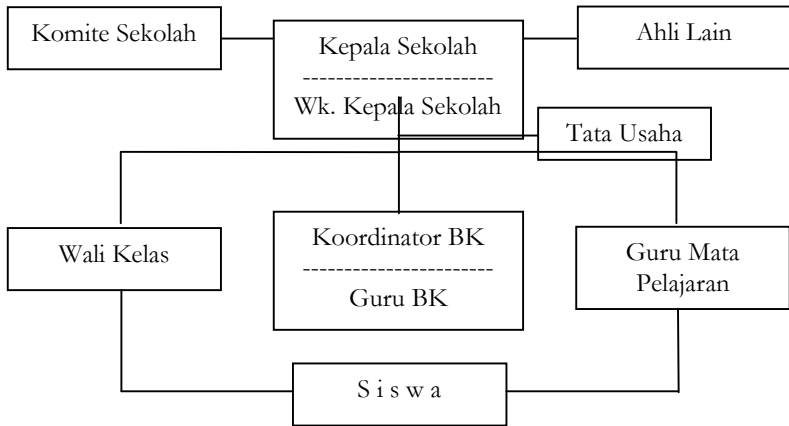 Komite Sekolah
Kepala Sekolah
Wk. Kepala Sekolah
Ahli Lain
Tata Usaha
Wali Kelas
Koordinator BK
Guru BK
Guru Mata
Pelajaran
S i s w a